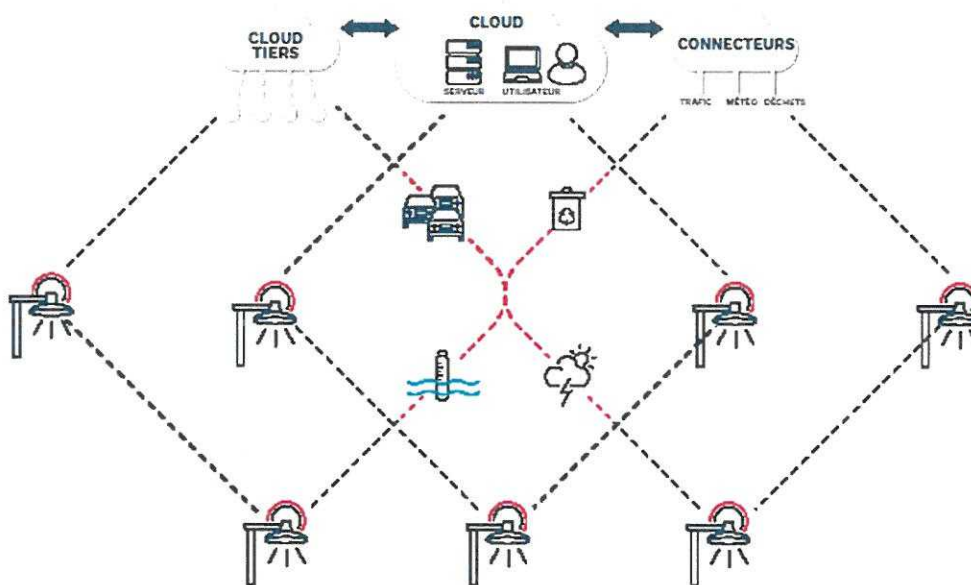 CLOUD
TIERS
CLOUD
SERVEUR
UTILISATEUR
CONNECTEURS
TRAFIC
MÉTÉO
DÉCHETS